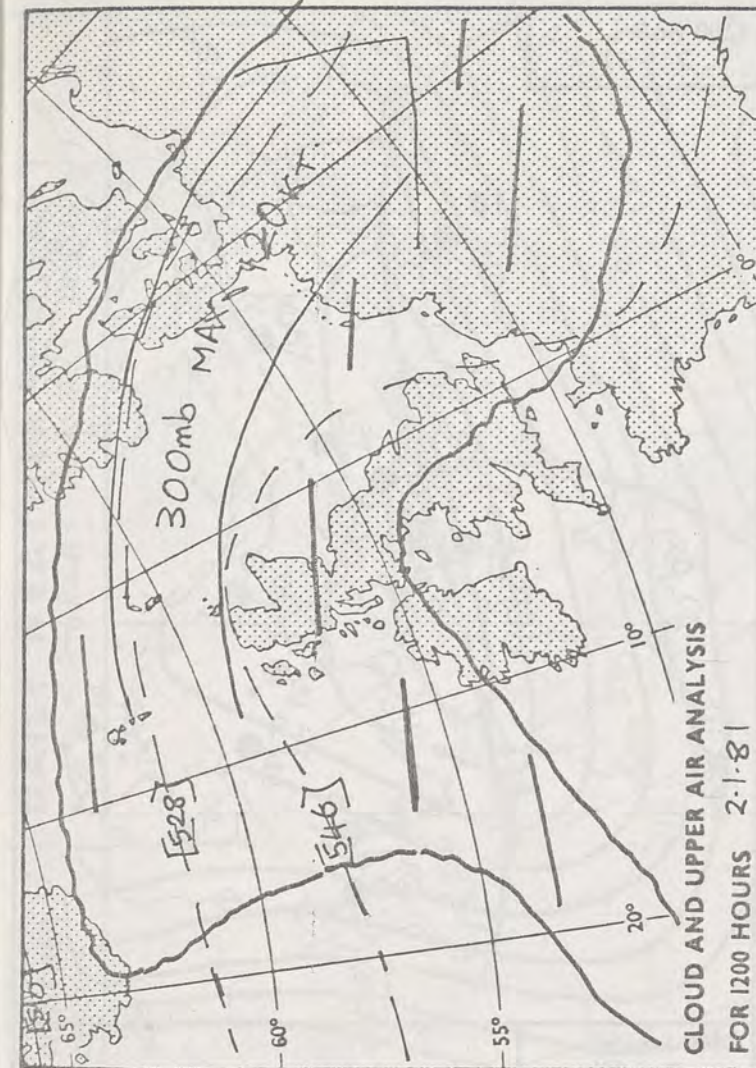 300mb MAX
20KT.
[528]
[546]
65°
60°
55°
20°
10°
0°
CLOUD AND UPPER AIR ANALYSIS
FOR 1200 HOURS 2-1-81